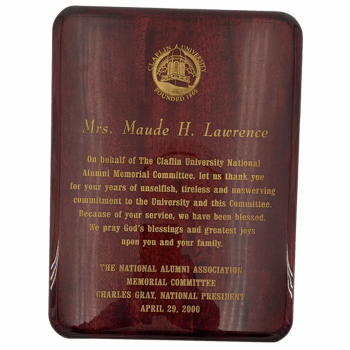 CLAFLIN UNIVERSITY
FOUNDED 1869
Mrs. Maude H. Lawrence
On behalf of The Claflin University National
Alumni Memorial Committee, let us thank you
for your years of unselfish, tireless and unswerving
commitment to the University and this Committee.
Because of your service, we have been blessed.
We pray God's blessings and greatest joys
upon you and your family.
THE NATIONAL ALUMNI ASSOCIATION
MEMORIAL COMMITTEE
CHARLES GRAY, NATIONAL PRESIDENT
APRIL 29, 2000